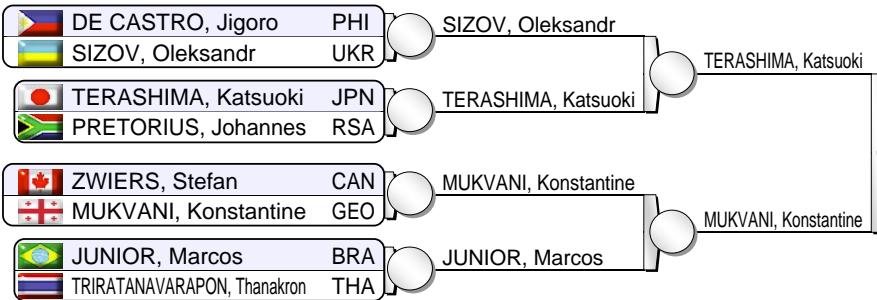 DE CASTRO, Jigoro PHI
SIZOV, Oleksandr UKR
TERASHIMA, Katsuoki JPN
PRETORIUS, Johannes RSA
ZWIERS, Stefan CAN
MUKVANI, Konstantine GEO
JUNIOR, Marcos BRA
TRIRATANAVARAPON, Thanakron THA
SIZOV, Oleksandr
TERASHIMA, Katsuoki
MUKVANI, Konstantine
JUNIOR, Marcos
TERASHIMA, Katsuoki
MUKVANI, Konstantine